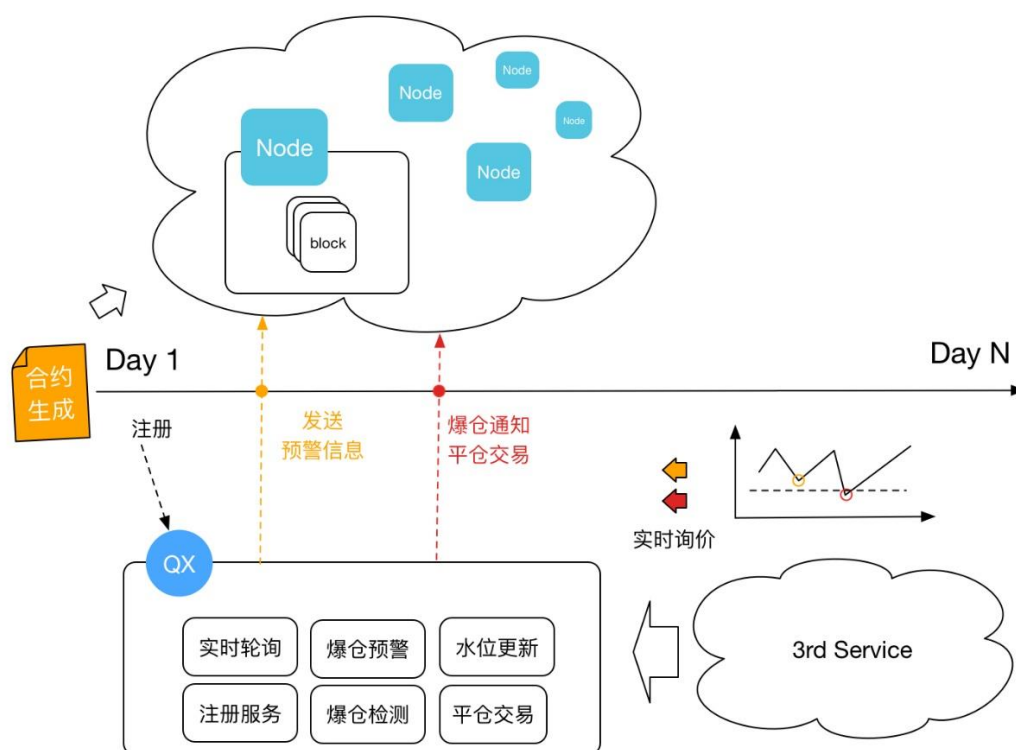 Node
Node
Node
Node
Node
block
合约
生成
Day 1
Day N
注册
发送
预警信息
爆仓通知
平仓交易
实时询价
QX
实时轮询
爆仓预警
水位更新
注册服务
爆仓检测
平仓交易
3rd Service